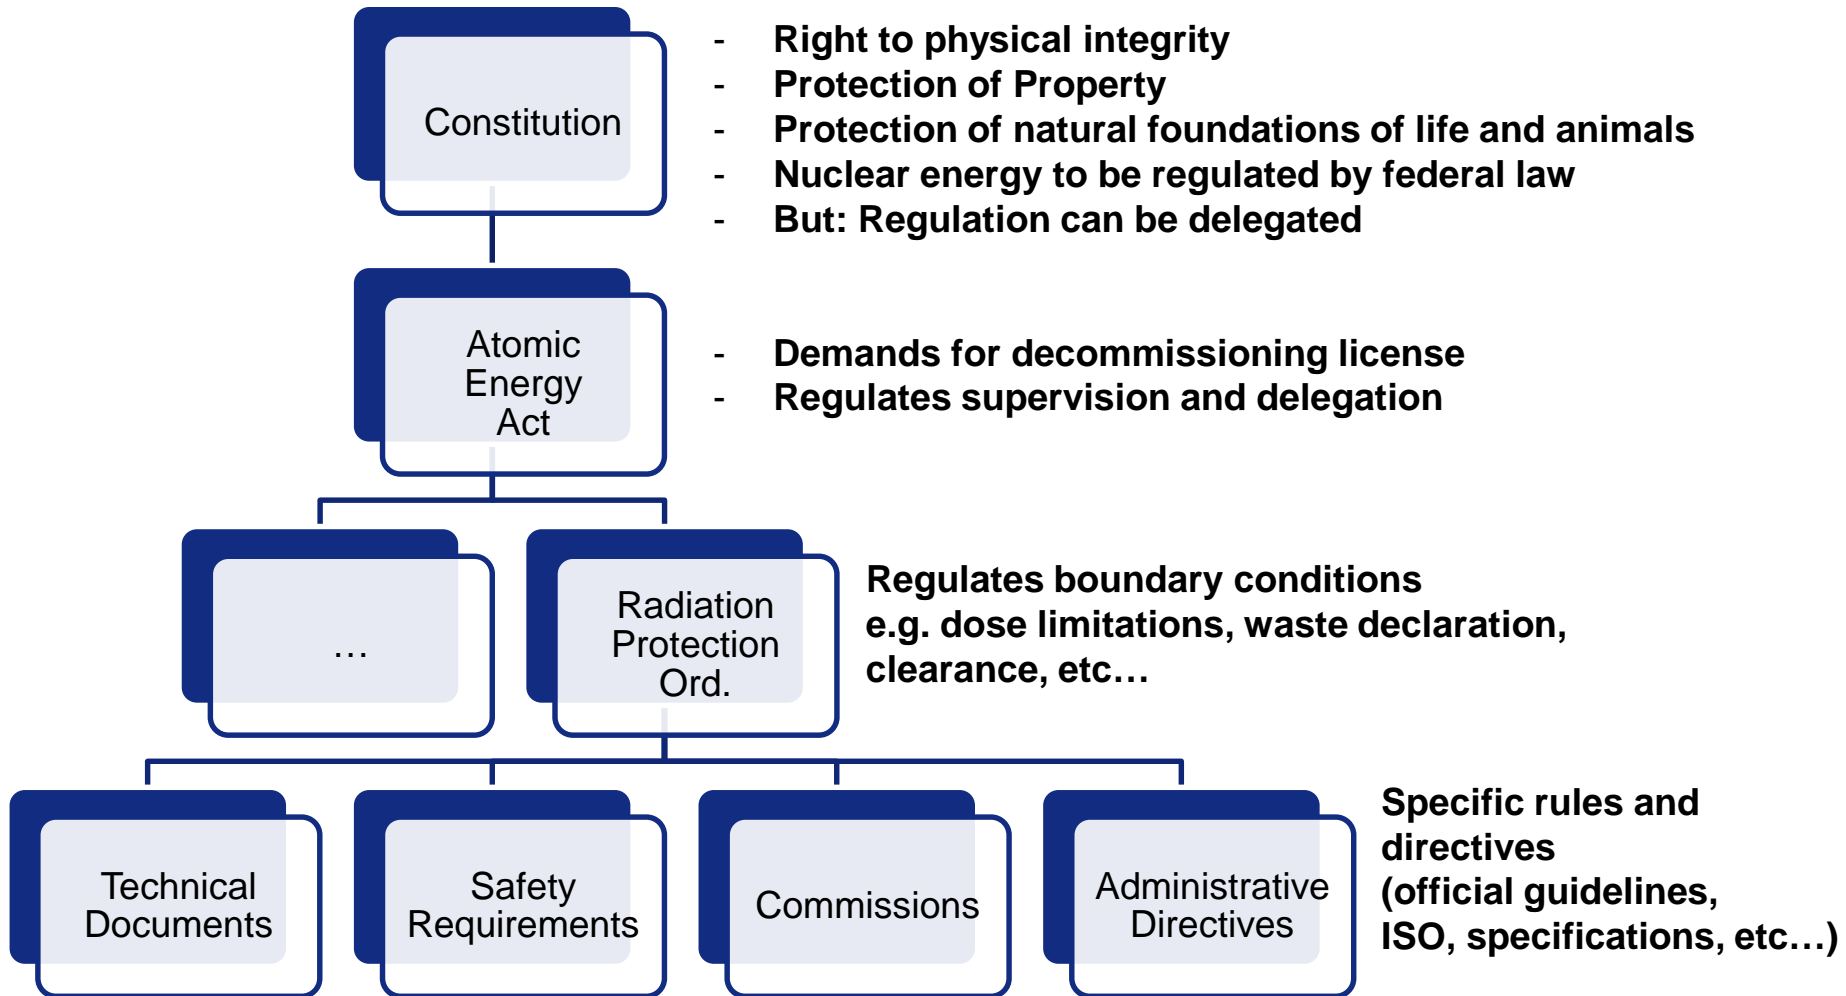 Constitution
- Right to physical integrity
- Protection of Property
- Protection of natural foundations of life and animals
- Nuclear energy to be regulated by federal law
- But: Regulation can be delegated
Atomic
Energy
Act
- Demands for decommissioning license
- Regulates supervision and delegation
…
Radiation
Protection
Ord.
Regulates boundary conditions
e.g. dose limitations, waste declaration,
clearance, etc…
Technical
Documents
Safety
Requirements
Commissions
Administrative
Directives
Specific rules and
directives
(official guidelines,
ISO, specifications, etc…)